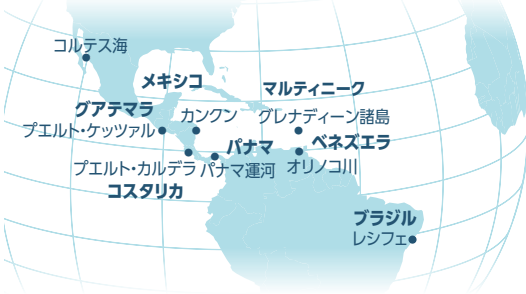 コルテス海
メキシコ
マルティニーク
グアテマラ
カンクン
グレナディーン諸島
プエルト・ケッツァル
パナマ
ベネズエラ
プエルト・カルデラ
パナマ運河
オリノコ川
コスタリカ
ブラジル
レシフェ